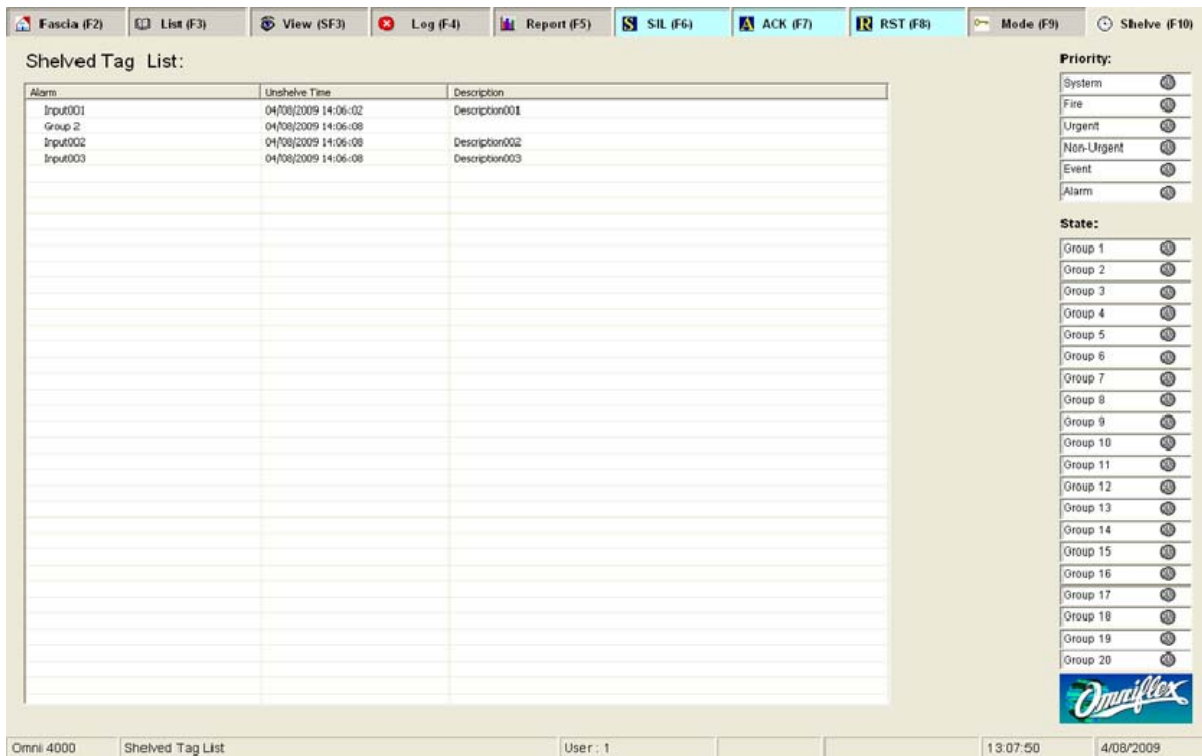 Fascia (F2) List (F3) View (SF3) Log (F4) Report (F5) S SIL (F6) A ACK (F7) R RST (F8) Mode (F9) Shelve (F10)
Shelved Tag List:
Alarm Unshelve Time Description
Input001 04/08/2009 14:06:02 Description001
Group 2 04/08/2009 14:06:08
Input002 04/08/2009 14:06:08 Description002
Input003 04/08/2009 14:06:08 Description003
Priority:
System
Fire
Urgent
Non-Urgent
Event
Alarm
State:
Group 1
Group 2
Group 3
Group 4
Group 5
Group 6
Group 7
Group 8
Group 9
Group 10
Group 11
Group 12
Group 13
Group 14
Group 15
Group 16
Group 17
Group 18
Group 19
Group 20
Omniflex
Omni 4000 Shelved Tag List User : 1 13:07:50 4/08/2009